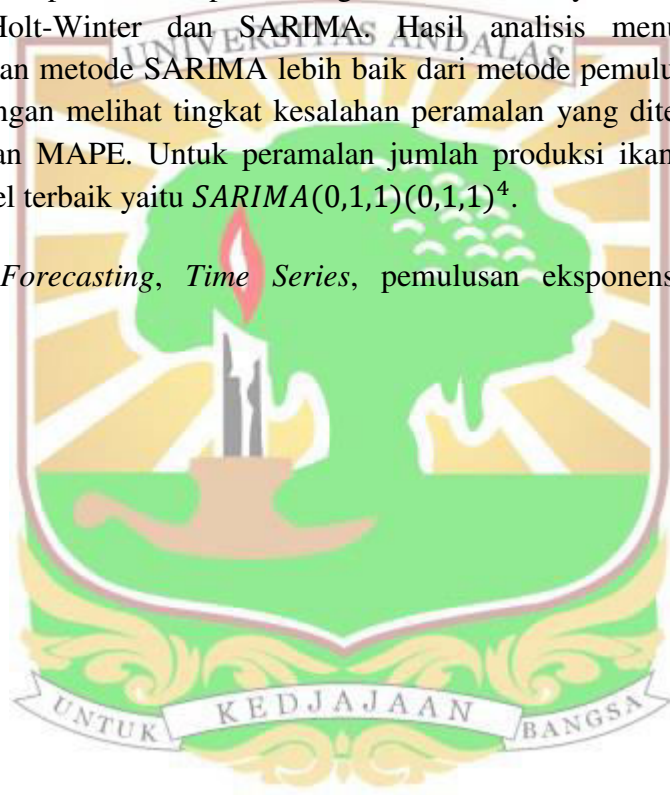 Holt-Winter dan SARIMA. Hasil analisis menu
an metode SARIMA lebih baik dari metode pemulu
ngan melihat tingkat kesalahan peramalan yang dite
an MAPE. Untuk peramalan jumlah produksi ikan
el terbaik yaitu SARIMA(0,1,1)(0,1,1)⁴.
Forecasting, Time Series, pemulusan eksponens
UNIVERSITAS ANDALAS
UNTUK KEDJAJAAN BANGSA